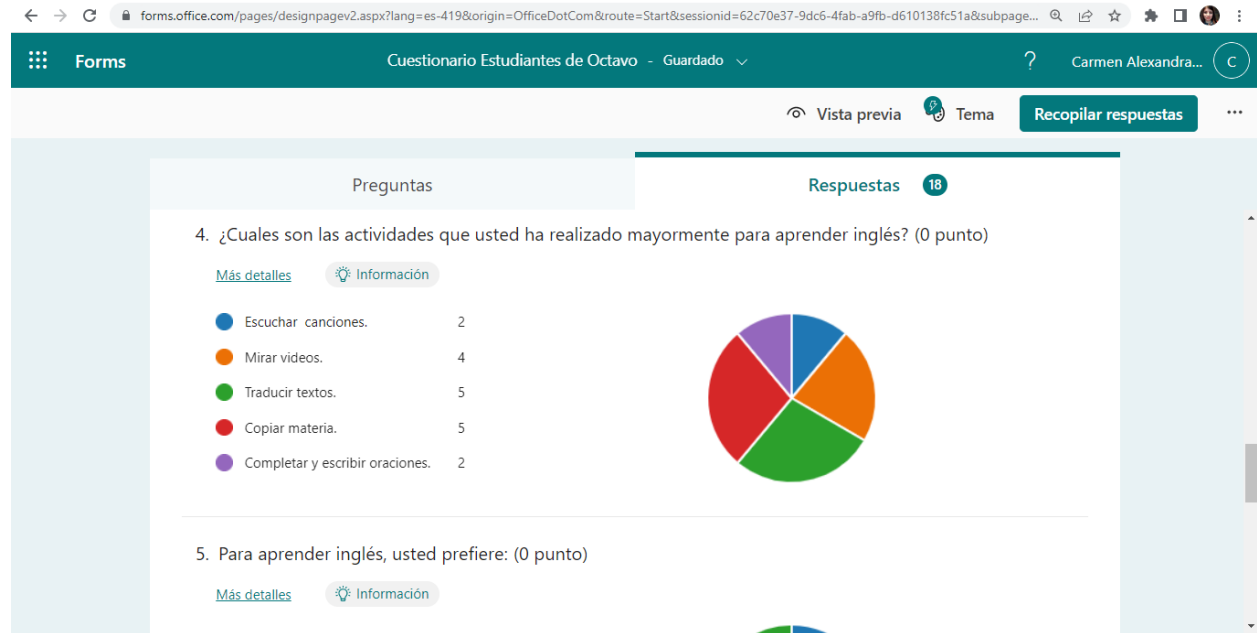 forms.office.com/pages/designpagev2.aspx?lang=es-419&origin=OfficeDotCom&route=Start&sessionid=62c70e37-9dc6-4fab-a9fb-d610138fc51a&subpage...
Forms
Cuestionario Estudiantes de Octavo - Guardado
? Carmen Alexandra... C
Vista previa
Tema
Recopilar respuestas
...
Preguntas
Respuestas 18
4. ¿Cuales son las actividades que usted ha realizado mayormente para aprender inglés? (0 punto)
Más detalles
Información
Escuchar canciones. 2
Mirar videos. 4
Traducir textos. 5
Copiar materia. 5
Completar y escribir oraciones. 2
5. Para aprender inglés, usted prefiere: (0 punto)
Más detalles
Información